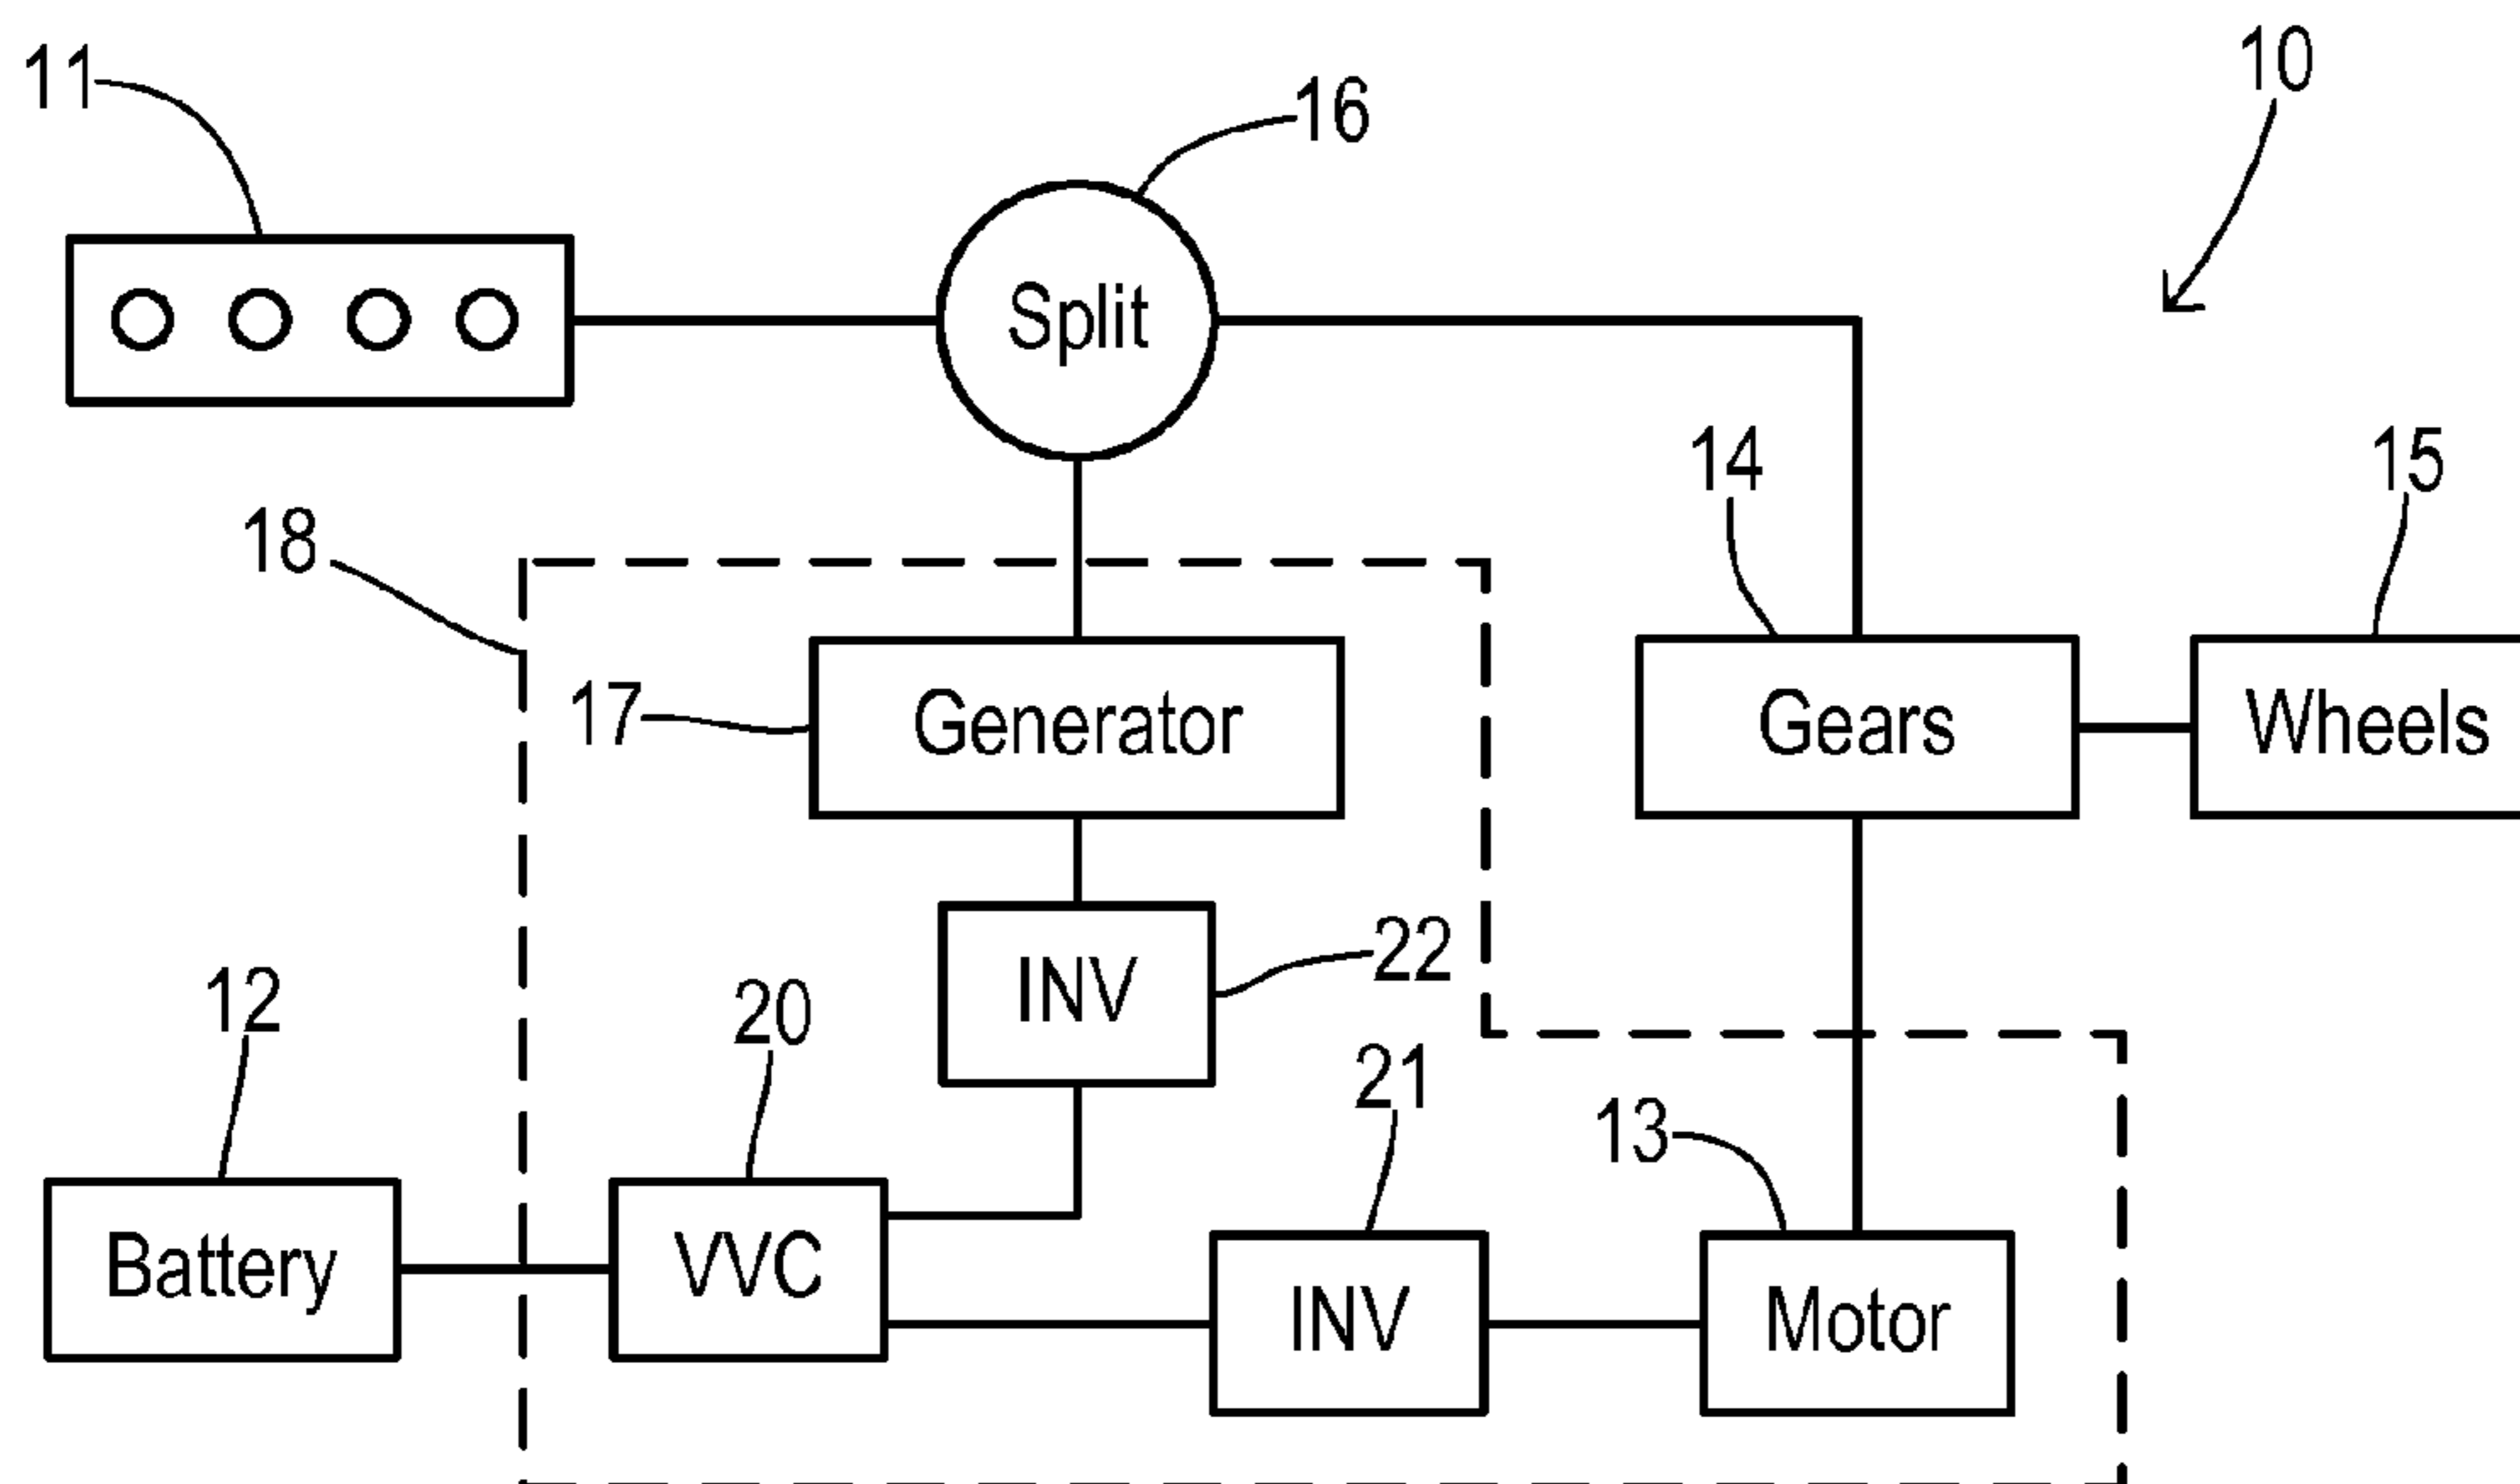 10
11
16
Split
14
15
18
17
Generator
Gears
Wheels
22
INV
12
20
21
13
Battery
VVC
INV
Motor